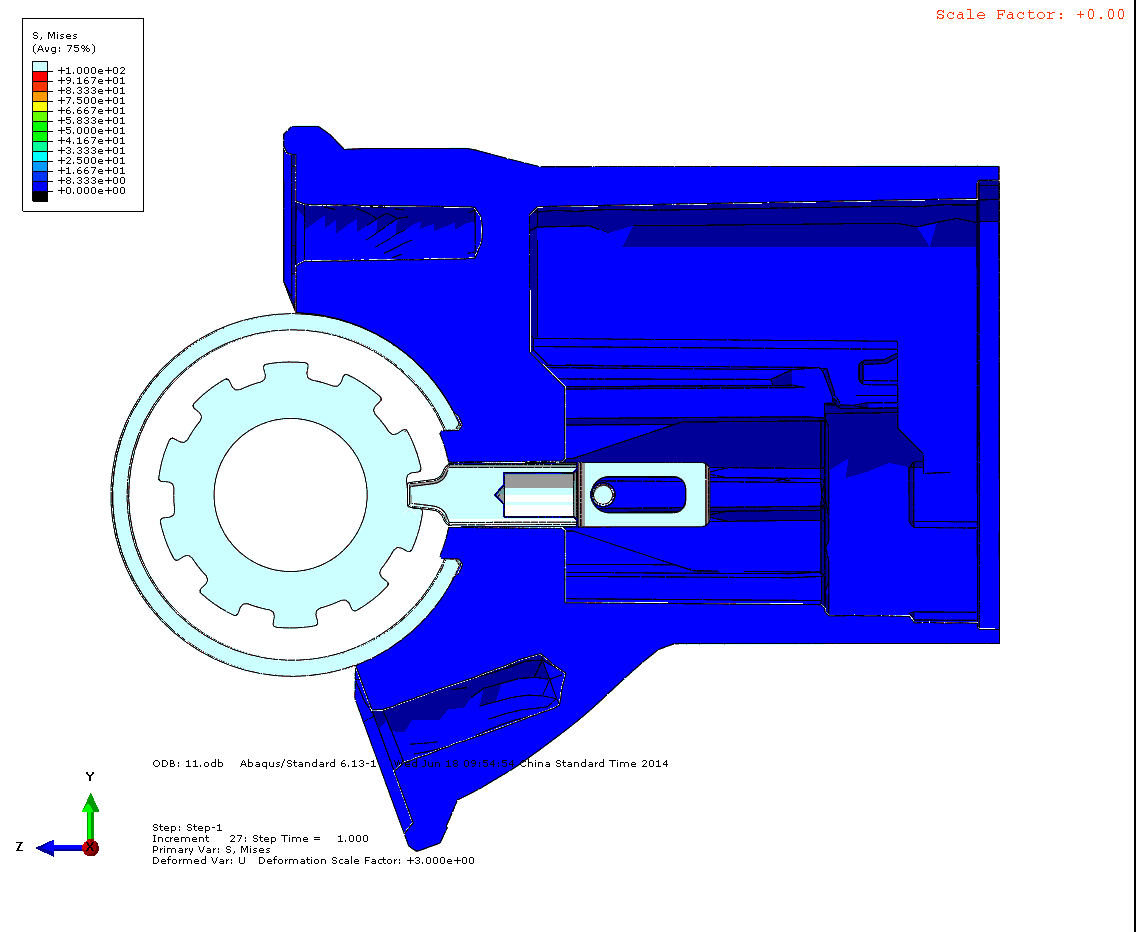 Scale Factor: +0.00
S, Mises
(Avg: 75%)
+1.000e+02
+9.167e+01
+8.333e+01
+7.500e+01
+6.667e+01
+5.833e+01
+5.000e+01
+4.167e+01
+3.333e+01
+2.500e+01
+1.667e+01
+8.333e+00
+0.000e+00
ODB: 11.odb Abaqus/Standard 6.13-1 Jun China Standard Time 2014
Y
Z
X
Step: Step-1
Increment 27: Step Time = 1.000
Primary Var: S, Mises
Deformed Var: U Deformation Scale Factor: +3.000e+00